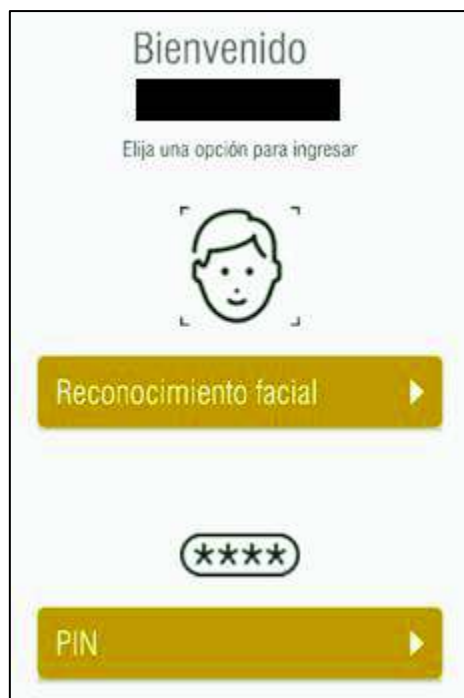 Bienvenido
Elija una opción para ingresar
Reconocimiento facial
****
PIN